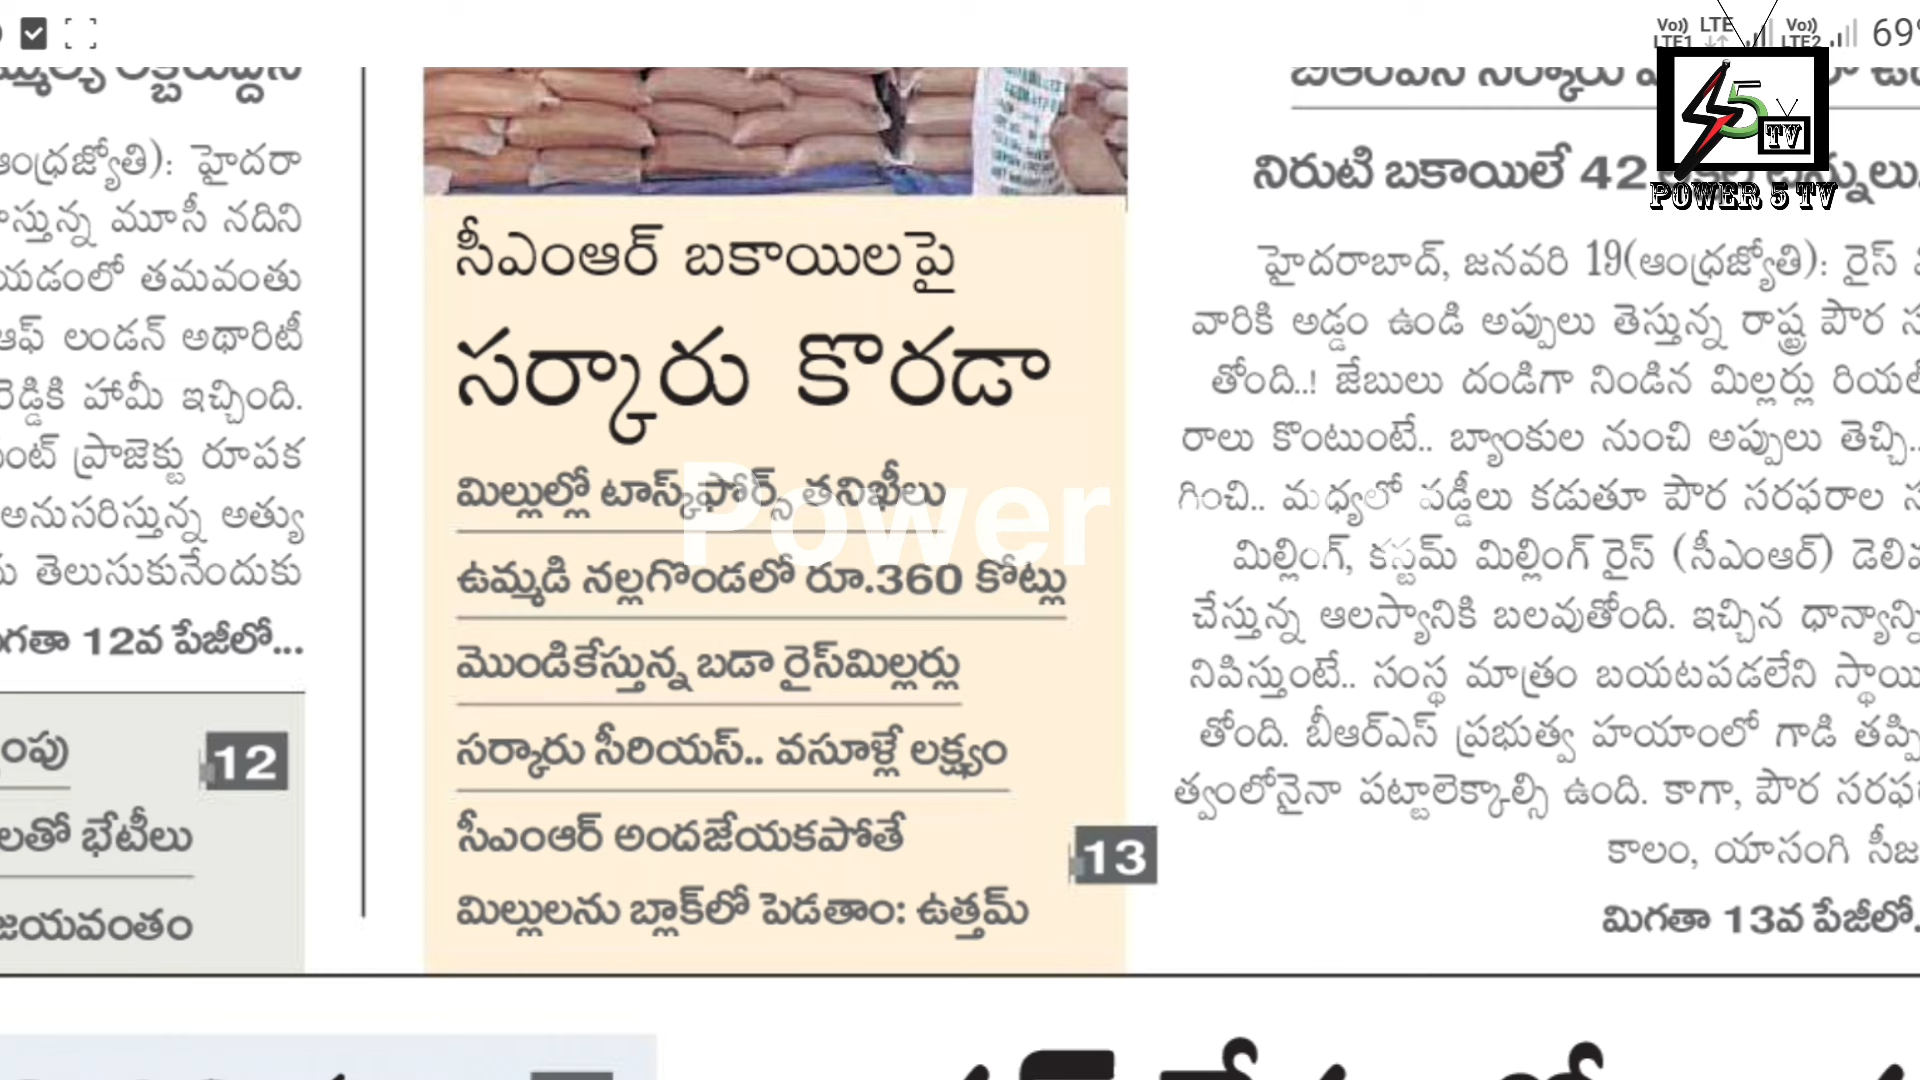 69
POWER 5 TV
5 TV
ఆంధ్రజ్యోతి): హైదరా
స్తున్న మూసీ నదిని
యడంలో తమవంతు
ఆఫ్ లండన్ అథారిటీ
రెడ్డికి హామీ ఇచ్చింది.
ప్రాజెక్టు రూపక
అనుసరిస్తున్న అత్యు
తెలుసుకునేందుకు
మిగతా 12వ పేజీలో...
12
లతో భేటీలు
జయవంతం
సీఎంఆర్ బకాయిలపై
సర్కారు కొరడా
మిల్లుల్లో టాస్క్‌ఫోర్స్ తనిఖీలు
Power
ఉమ్మడి నల్లగొండలో రూ.360 కోట్లు
మొండికేస్తున్న బడా రైస్‌మిల్లర్లు
సర్కారు సీరియస్.. వసూళ్లే లక్ష్యం
సీఎంఆర్ అందజేయకపోతే
13
మిల్లులను బ్లాక్‌లో పెడతాం: ఉత్తమ్
నిరుటి బకాయిలే 42
హైదరాబాద్, జనవరి 19(ఆంధ్రజ్యోతి): రైస్
వారికి అడ్డం ఉండి అప్పులు తెస్తున్న రాష్ట్ర పౌర
తోంది..! జేబులు దండిగా నిండిన మిల్లర్లు
రాలు కొంటుంటే.. బ్యాంకుల నుంచి అప్పులు తెచ్చి..
గించి.. మధ్యలో వడ్డీలు కడుతూ పౌర సరఫరాల
మిల్లింగ్, కస్టమ్ మిల్లింగ్ రైస్ (సీఎంఆర్)
చేస్తున్న ఆలస్యానికి బలవుతోంది. ఇచ్చిన
నిపిస్తుంటే.. సంస్థ మాత్రం బయటపడలేని
తోంది. బీఆర్ఎస్ ప్రభుత్వ హయాంలో గాడి
త్వంలోనైనా పట్టాలెక్కాల్సి ఉంది. కాగా, పౌర
కాలం, యాసంగి
మిగతా 13వ పేజీలో.